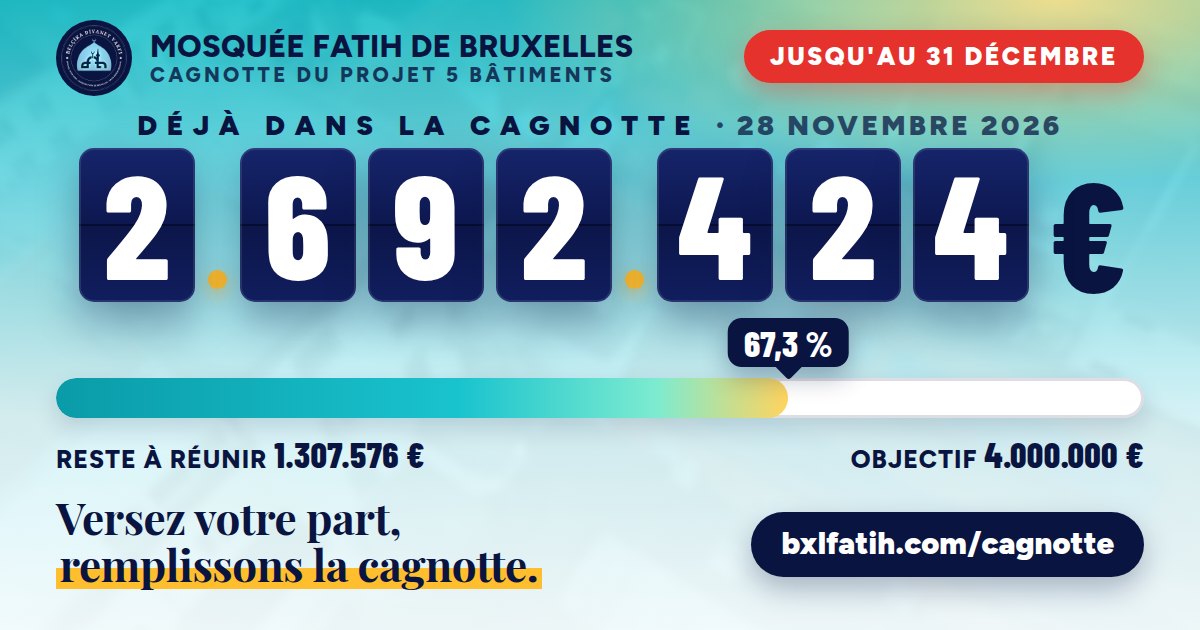 MOSQUÉE FATIH DE BRUXELLES
CAGNOTTE DU PROJET 5 BÂTIMENTS
JUSQU'AU 31 DÉCEMBRE
DÉJÀ DANS LA CAGNOTTE · 28 NOVEMBRE 2026
2.692.424 €
67,3 %
RESTE À RÉUNIR 1.307.576 €
OBJECTIF 4.000.000 €
Versez votre part,
remplissons la cagnotte.
bxlfatih.com/cagnotte